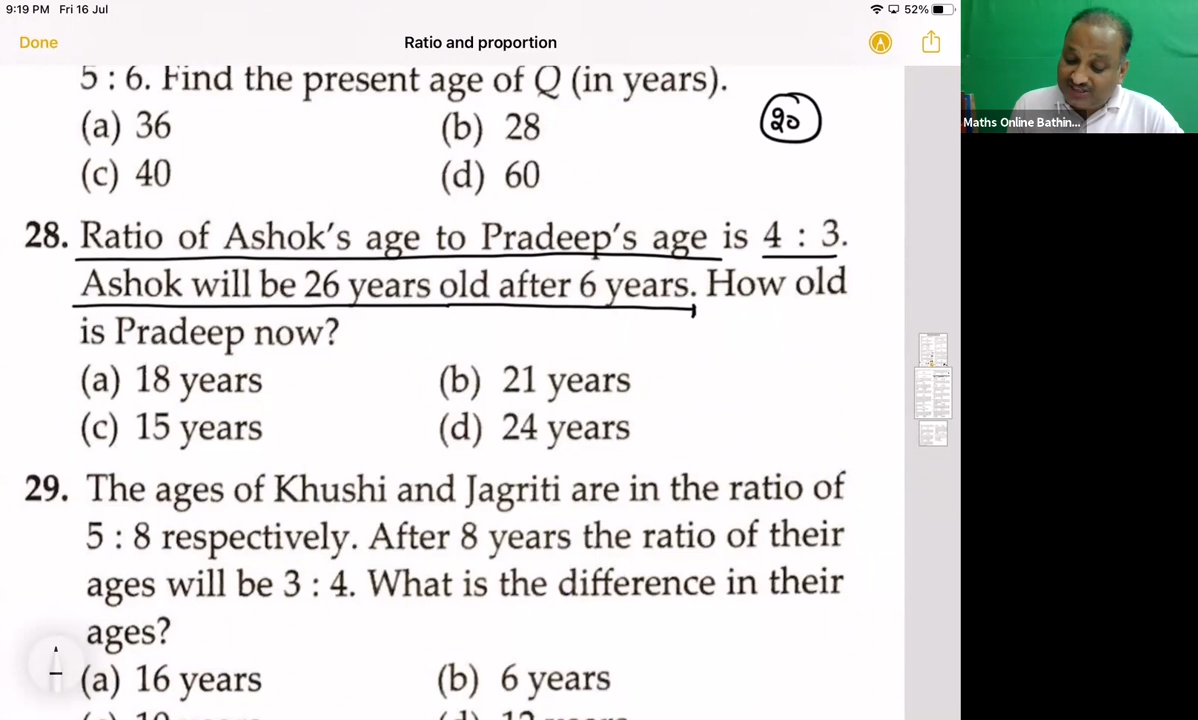 9:19 PM Fri 16 Jul
52%
Done
Ratio and proportion
5 : 6. Find the present age of Q (in years).
(a) 36
(b) 28
20
(c) 40
(d) 60
28. Ratio of Ashok's age to Pradeep's age is 4 : 3.
Ashok will be 26 years old after 6 years. How old
is Pradeep now?
(a) 18 years
(b) 21 years
(c) 15 years
(d) 24 years
29. The ages of Khushi and Jagriti are in the ratio of
5 : 8 respectively. After 8 years the ratio of their
ages will be 3 : 4. What is the difference in their
ages?
(a) 16 years
(b) 6 years
Maths Online Bathin...